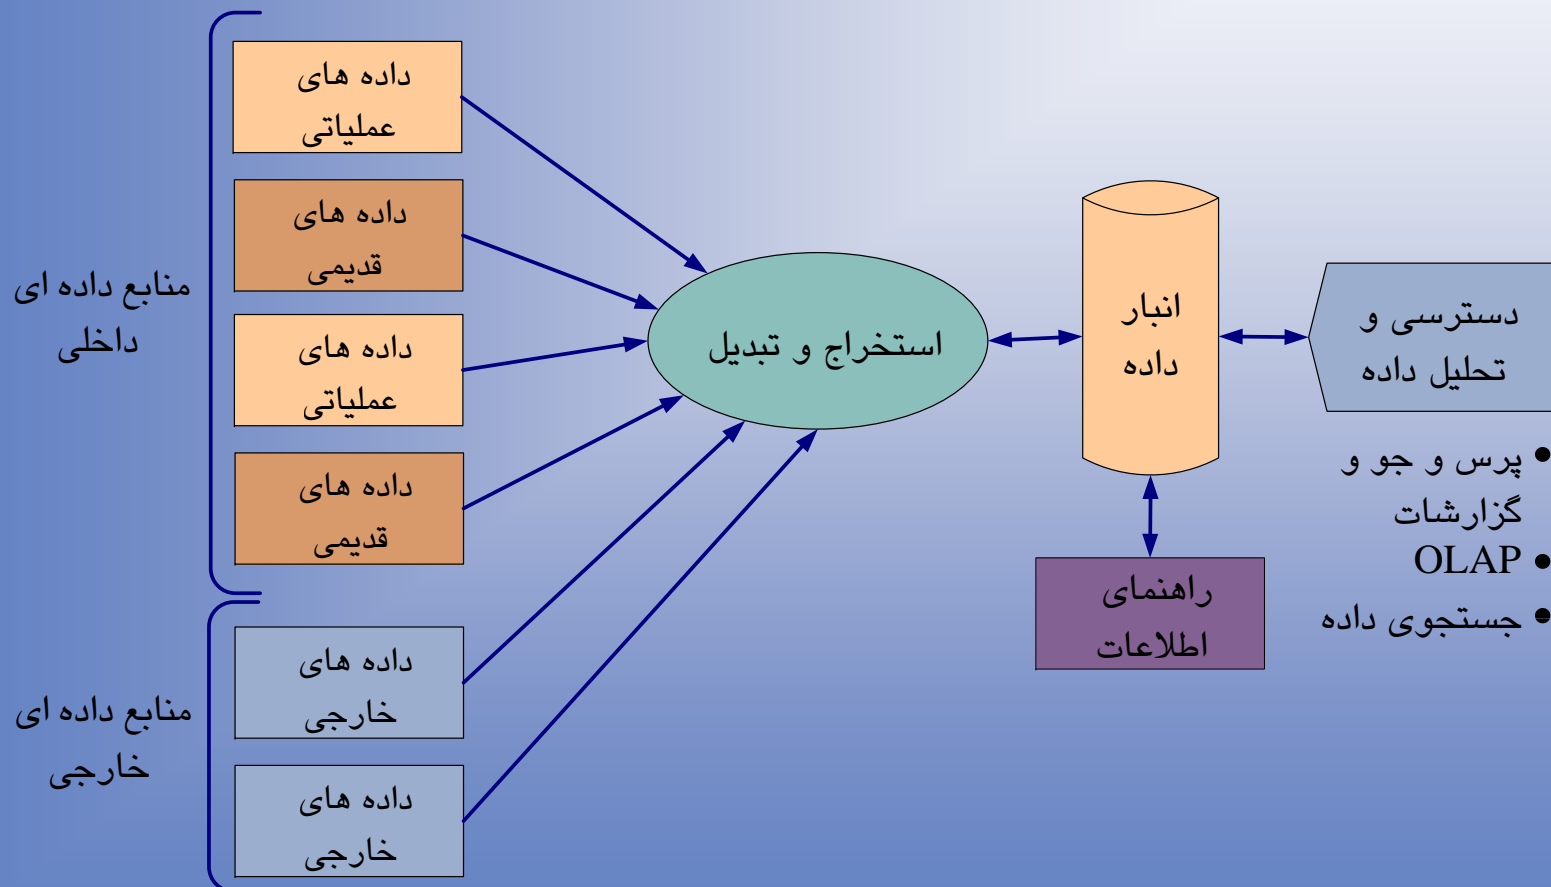 منابع داده ای
داخلی
داده های
عملیاتی
داده های
قدیمی
داده های
عملیاتی
داده های
قدیمی
منابع داده ای
خارجی
داده های
خارجی
داده های
خارجی
استخراج و تبدیل
انبار
داده
راهنمای
اطلاعات
دسترسی و
تحلیل داده
• پرس و جو و
گزارشات
• OLAP
• جستجوی داده